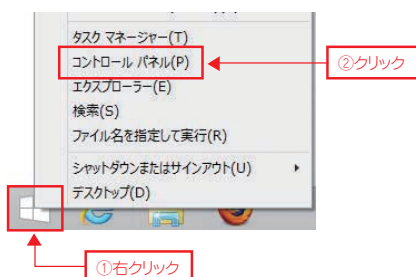 タスク マネージャー(T)
コントロール パネル(P)
②クリック
エクスプローラー(E)
検索(S)
ファイル名を指定して実行(R)
シャットダウンまたはサインアウト(U)
デスクトップ(D)
①右クリック